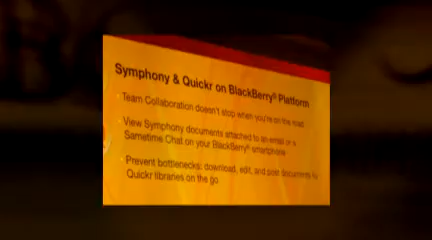 Symphony & Quickr on BlackBerry® Platform
Team Collaboration doesn't stop when you're on the road
View Symphony documents attached to an email or a
Sametime Chat on your BlackBerry® smartphone
Prevent bottlenecks: download, edit, and post documents to
Quickr libraries on the go